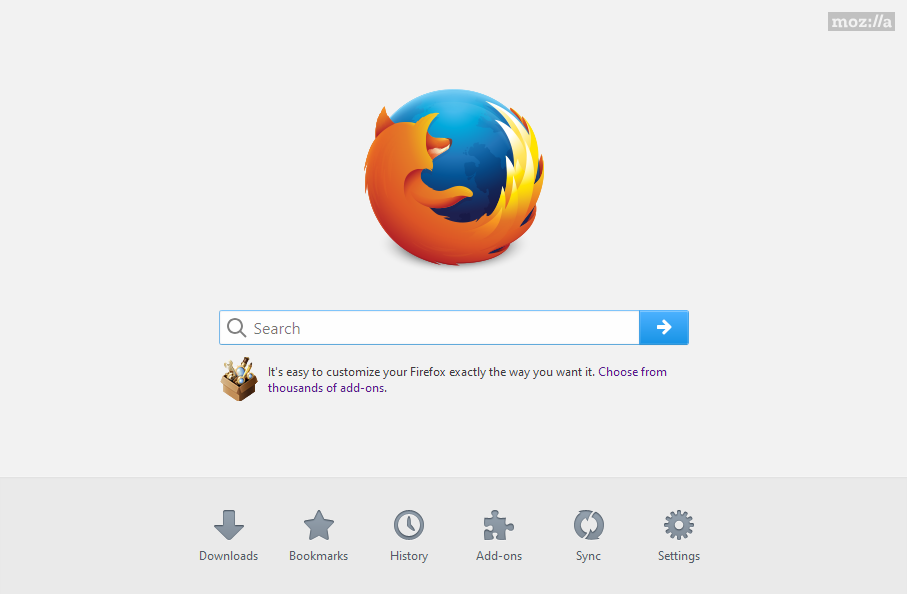 moz://a
Search
It's easy to customize your Firefox exactly the way you want it. Choose from
thousands of add-ons.
Downloads
Bookmarks
History
Add-ons
Sync
Settings